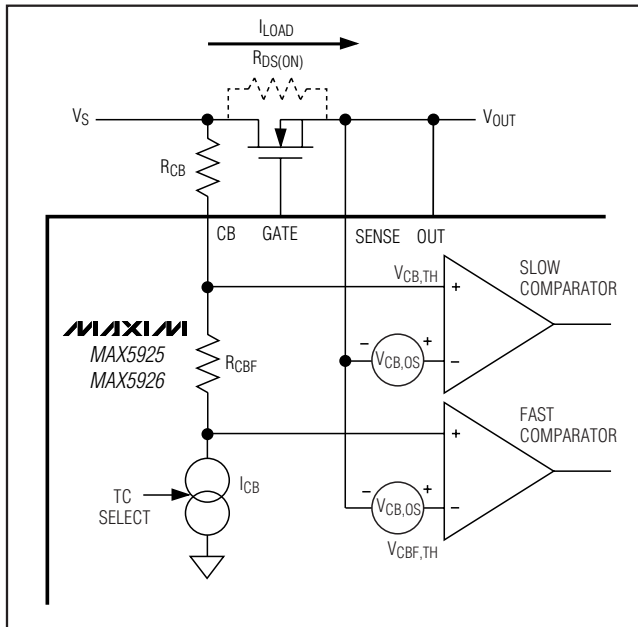 ILOAD
RDS(ON)
VS
VOUT
RCB
CB GATE SENSE OUT
VCB,TH
SLOW
COMPARATOR
+
MAXIM
MAX5925
MAX5926
RCBF
- + 
VCB,OS
-
FAST
COMPARATOR
+
ICB
TC
SELECT
- +
VCB,OS
-
VCBF,TH